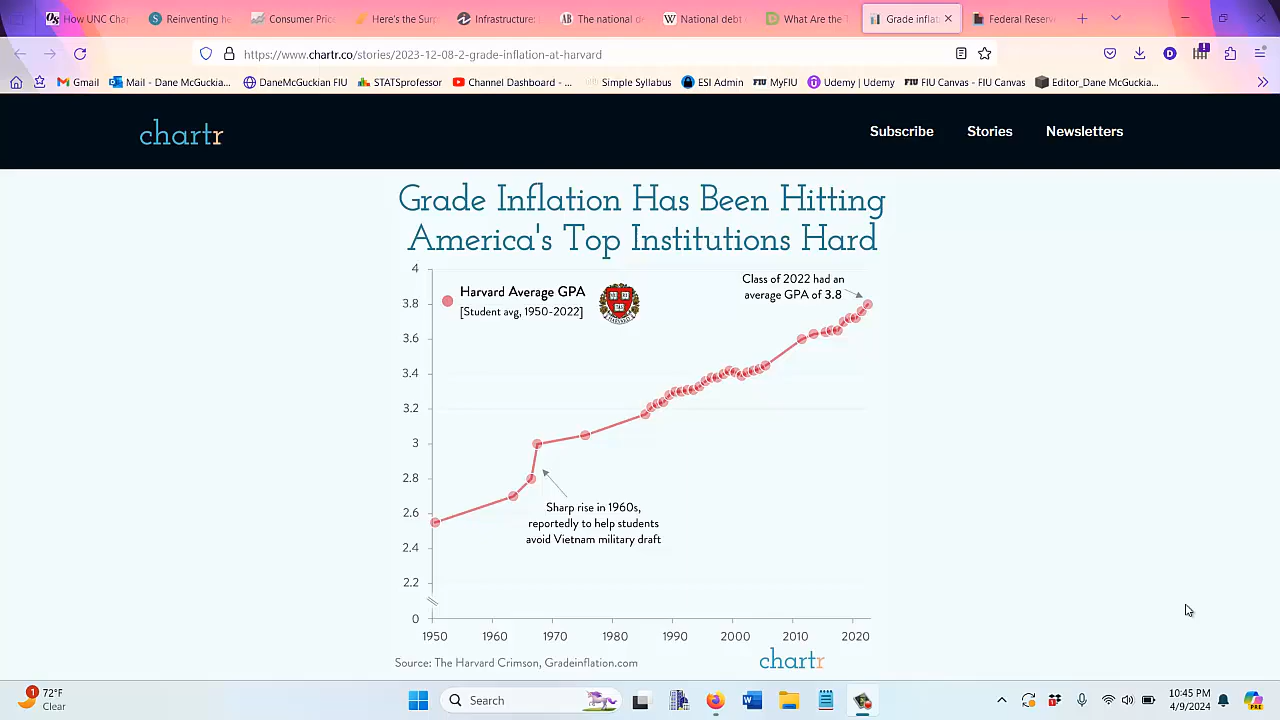 How UNC Cha
Reinventing he
Consumer Pric
Here's the Sur
Infrastructure:
The national d
National debt
What Are the T
Grade inflat
Federal Reserv
https://www.chartr.co/stories/2023-12-08-2-grade-inflation-at-harvard
Gmail
Mail - Dane McGuckia...
DaneMcGuckian FIU
STATSprofessor
Channel Dashboard - ...
Simple Syllabus
ESI Admin
FIU MyFIU
Udemy | Udemy
FIU FIU Canvas - FIU Canvas
Editor_Dane McGuckia...
chartr
Subscribe
Stories
Newsletters
Grade Inflation Has Been Hitting
America's Top Institutions Hard
Class of 2022 had an
average GPA of 3.8
Harvard Average GPA
[Student avg, 1950-2022]
4
3.8
3.6
3.4
3.2
3
2.8
2.6
2.4
2.2
0
Sharp rise in 1960s,
reportedly to help students
avoid Vietnam military draft
1950 1960 1970 1980 1990 2000 2010 2020
Source: The Harvard Crimson, Gradeinflation.com
chartr
1
72°F
Clear
Search
10:45 PM
4/9/2024